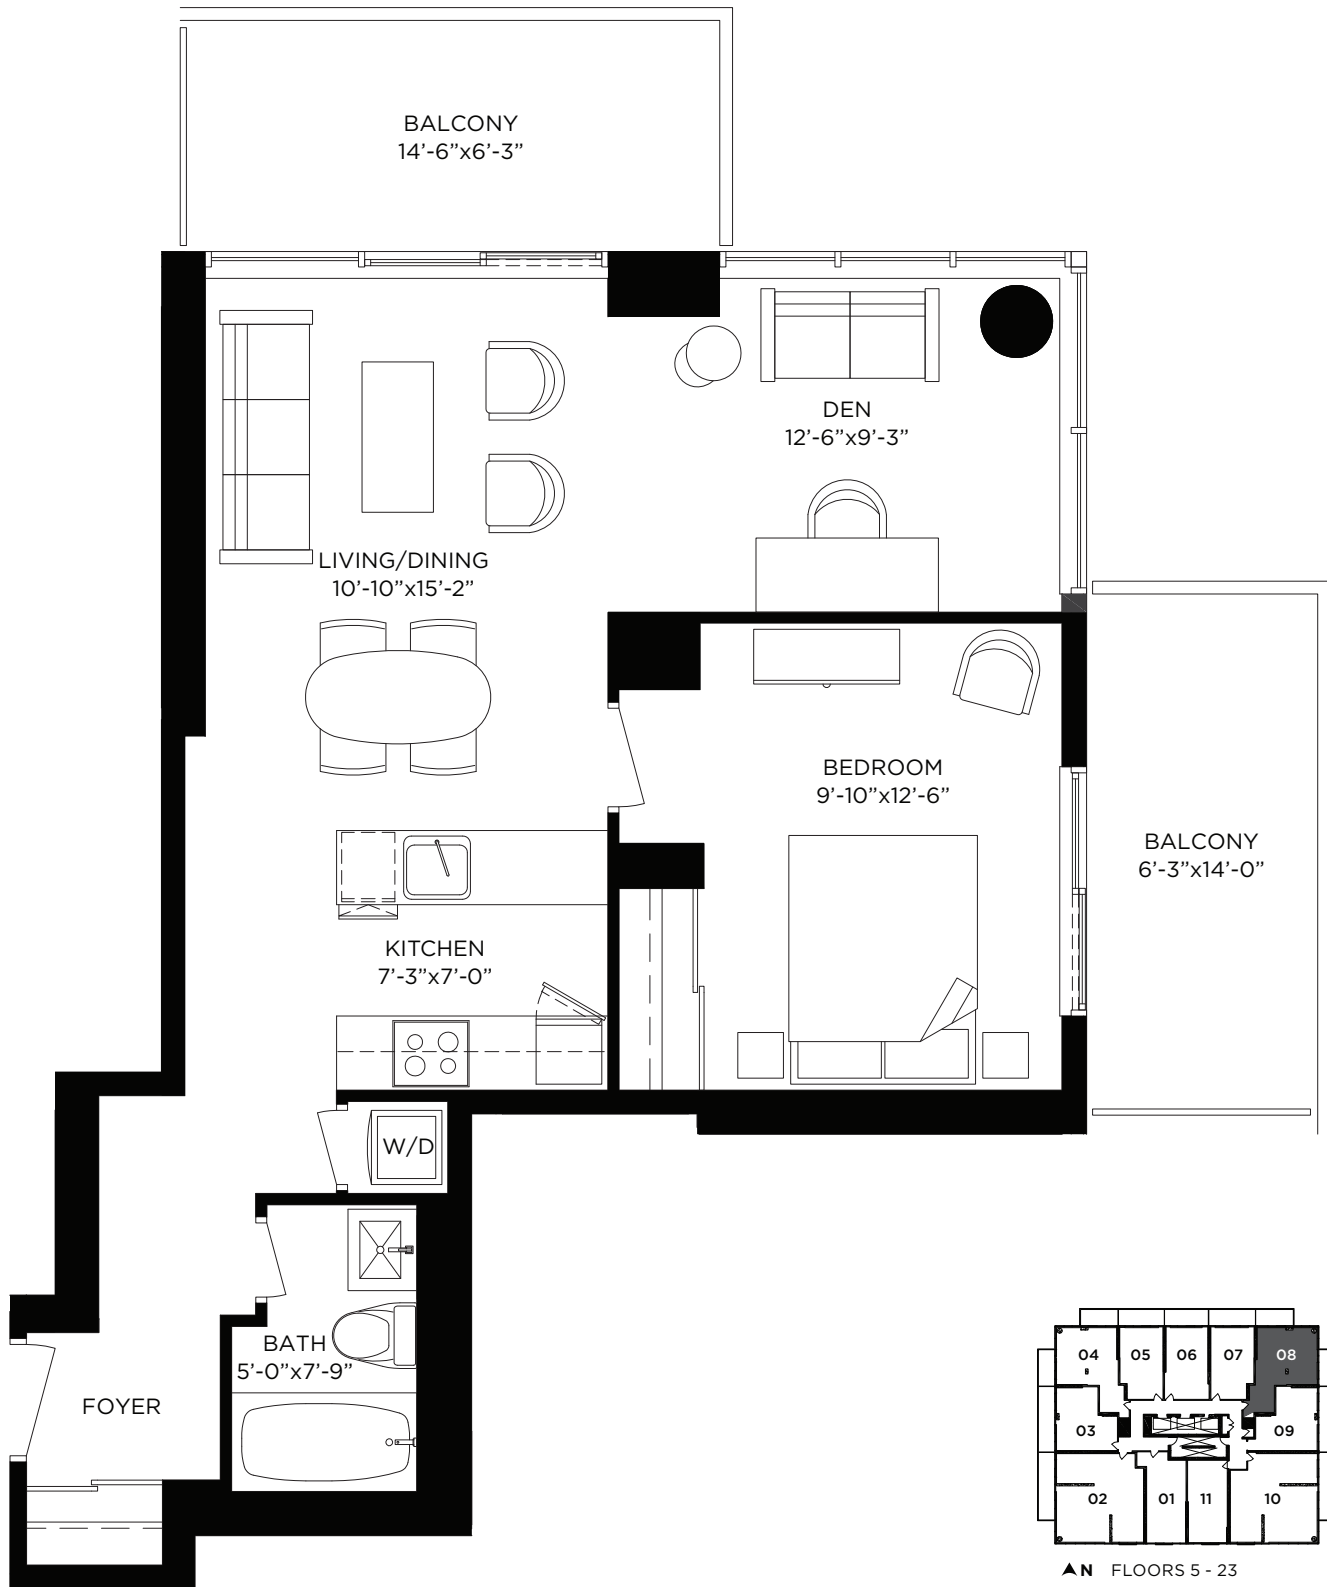 BALCONY
14’-6”x6’-3”
DEN
12’-6”x9’-3”
LIVING/DINING
10’-10”x15’-2”
BEDROOM
9’-10”x12’-6”
BALCONY
6’-3”x14’-0”
KITCHEN
7’-3”x7’-0”
W/D
BATH
5’-0”x7’-9”
FOYER
04 05 06 07 08
03 09
02 01 11 10
N FLOORS 5 - 23